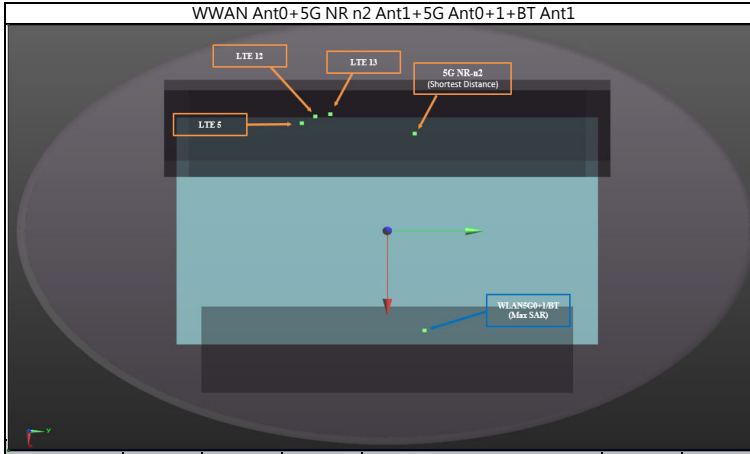 WWAN Ant0+5G NR n2 Ant1+5G Ant0+1+BT Ant1
LTE 12
LTE 13
5G NR-n2
(Shortest Distance)
LTE 5
WLAN5G0+1/BT
(Max SAR)
Y